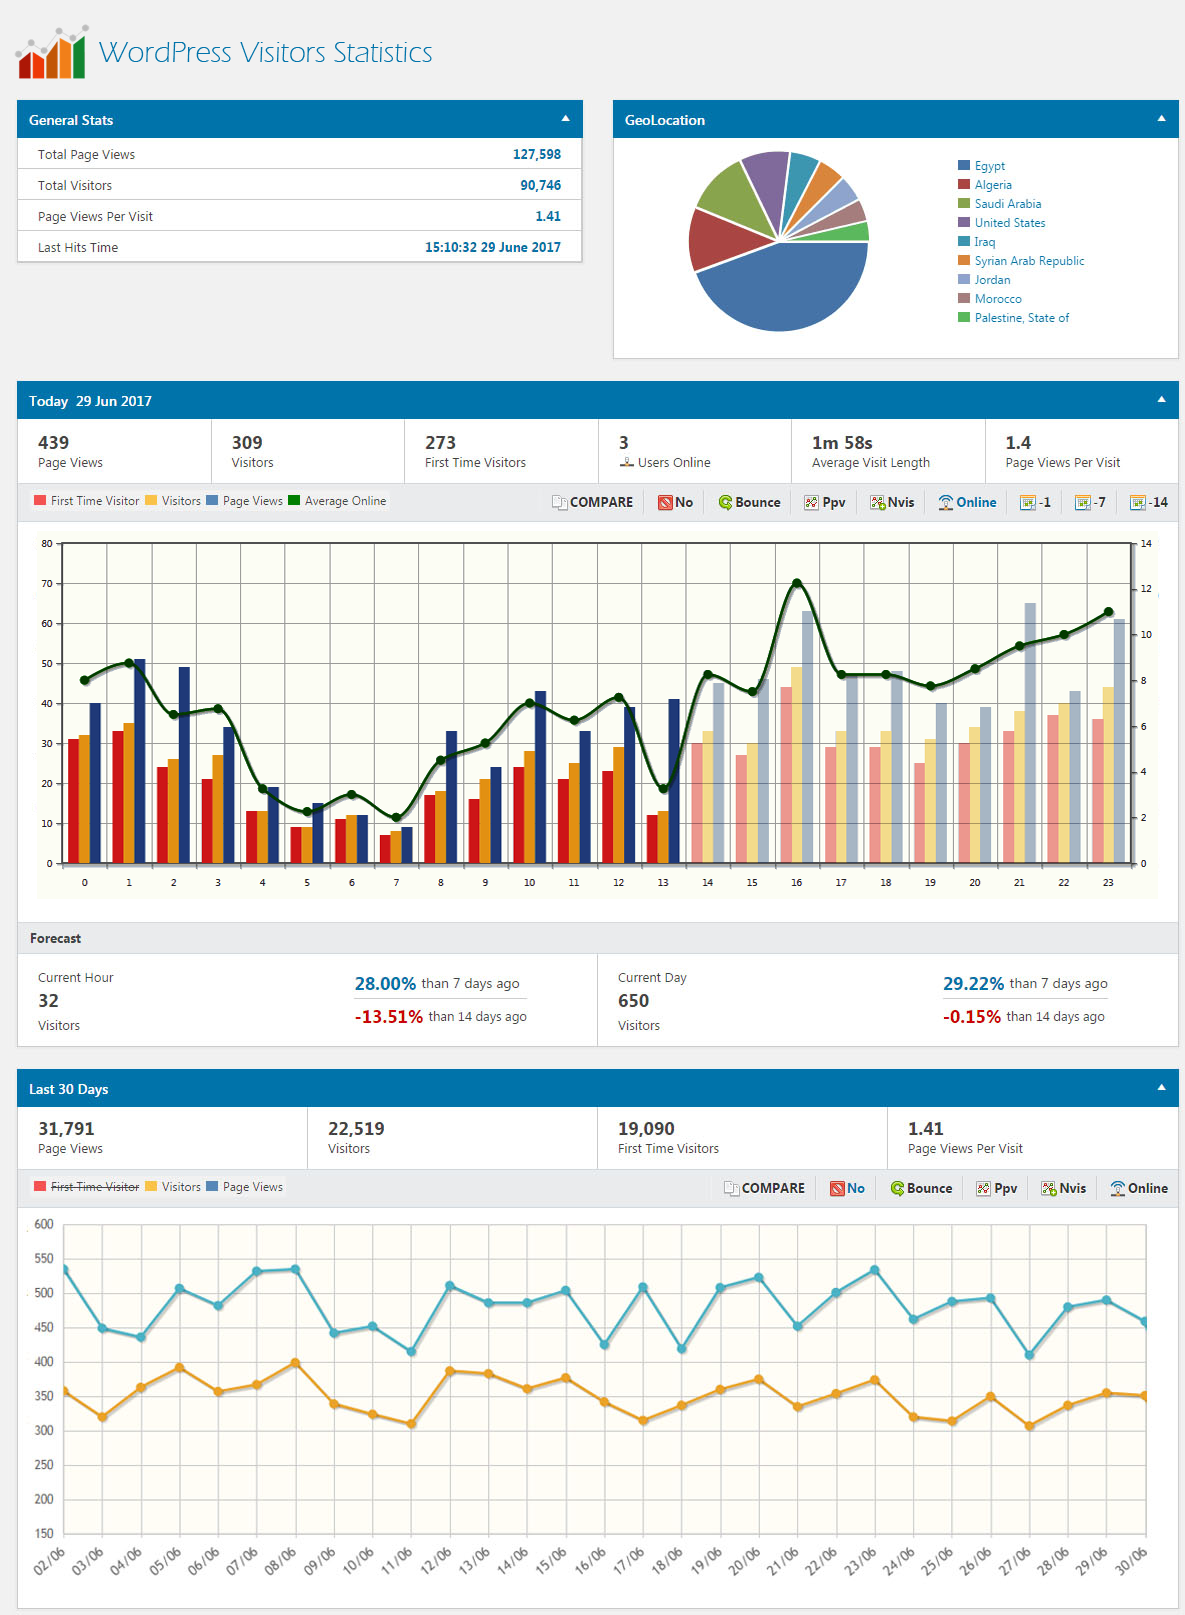 WordPress Visitors Statistics
General Stats
Total Page Views 127,598
Total Visitors 90,746
Page Views Per Visit 1.41
Last Hits Time 15:10:32 29 June 2017
GeoLocation
Egypt
Algeria
Saudi Arabia
United States
Iraq
Syrian Arab Republic
Jordan
Morocco
Palestine, State of
Today 29 Jun 2017
439 309 273 3 1m 58s 1.4
Page Views Visitors First Time Visitors Users Online Average Visit Length Page Views Per Visit
First Time Visitor Visitors Page Views Average Online COMPARE No Bounce Ppv Nvis Online -1 -7 -14
80 14
70 12
60 10
50 8
40 6
30 4
20 2
10 0
0
0 1 2 3 4 5 6 7 8 9 10 11 12 13 14 15 16 17 18 19 20 21 22 23
Forecast
Current Hour
32
Visitors
28.00% than 7 days ago
-13.51% than 14 days ago
Current Day
650
Visitors
29.22% than 7 days ago
-0.15% than 14 days ago
Last 30 Days
31,791 22,519 19,090 1.41
Page Views Visitors First Time Visitors Page Views Per Visit
First Time Visitor Visitors Page Views COMPARE No Bounce Ppv Nvis Online
600
550
500
450
400
350
300
250
200
150
02/06 03/06 04/06 05/06 06/06 07/06 08/06 09/06 10/06 11/06 12/06 13/06 14/06 15/06 16/06 17/06 18/06 19/06 20/06 21/06 22/06 23/06 24/06 25/06 26/06 27/06 28/06 29/06 30/06